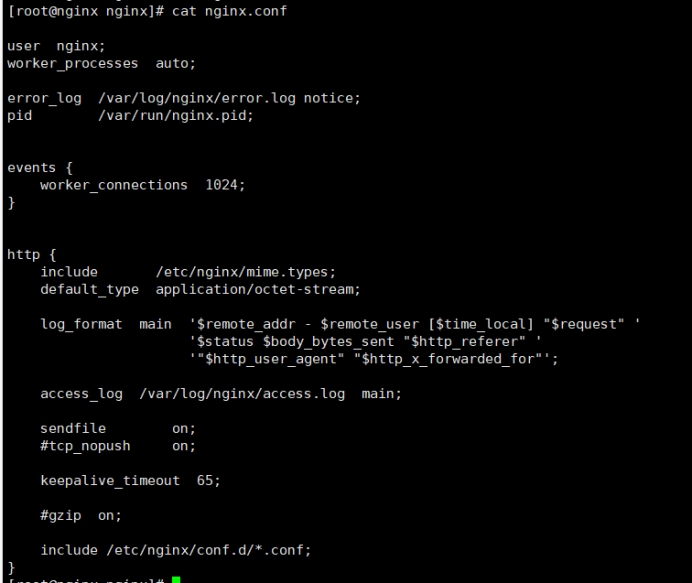 [root@nginx nginx]# cat nginx.conf
user  nginx;
worker_processes  auto;
error_log  /var/log/nginx/error.log notice;
pid        /var/run/nginx.pid;
events {
    worker_connections  1024;
}
http {
    include       /etc/nginx/mime.types;
    default_type  application/octet-stream;
    log_format  main  '$remote_addr - $remote_user [$time_local] "$request" '
                      '$status $body_bytes_sent "$http_referer" '
                      '"$http_user_agent" "$http_x_forwarded_for"';
    access_log  /var/log/nginx/access.log  main;
    sendfile        on;
    #tcp_nopush     on;
    keepalive_timeout  65;
    #gzip  on;
    include /etc/nginx/conf.d/*.conf;
}
[root@nginx nginx]#